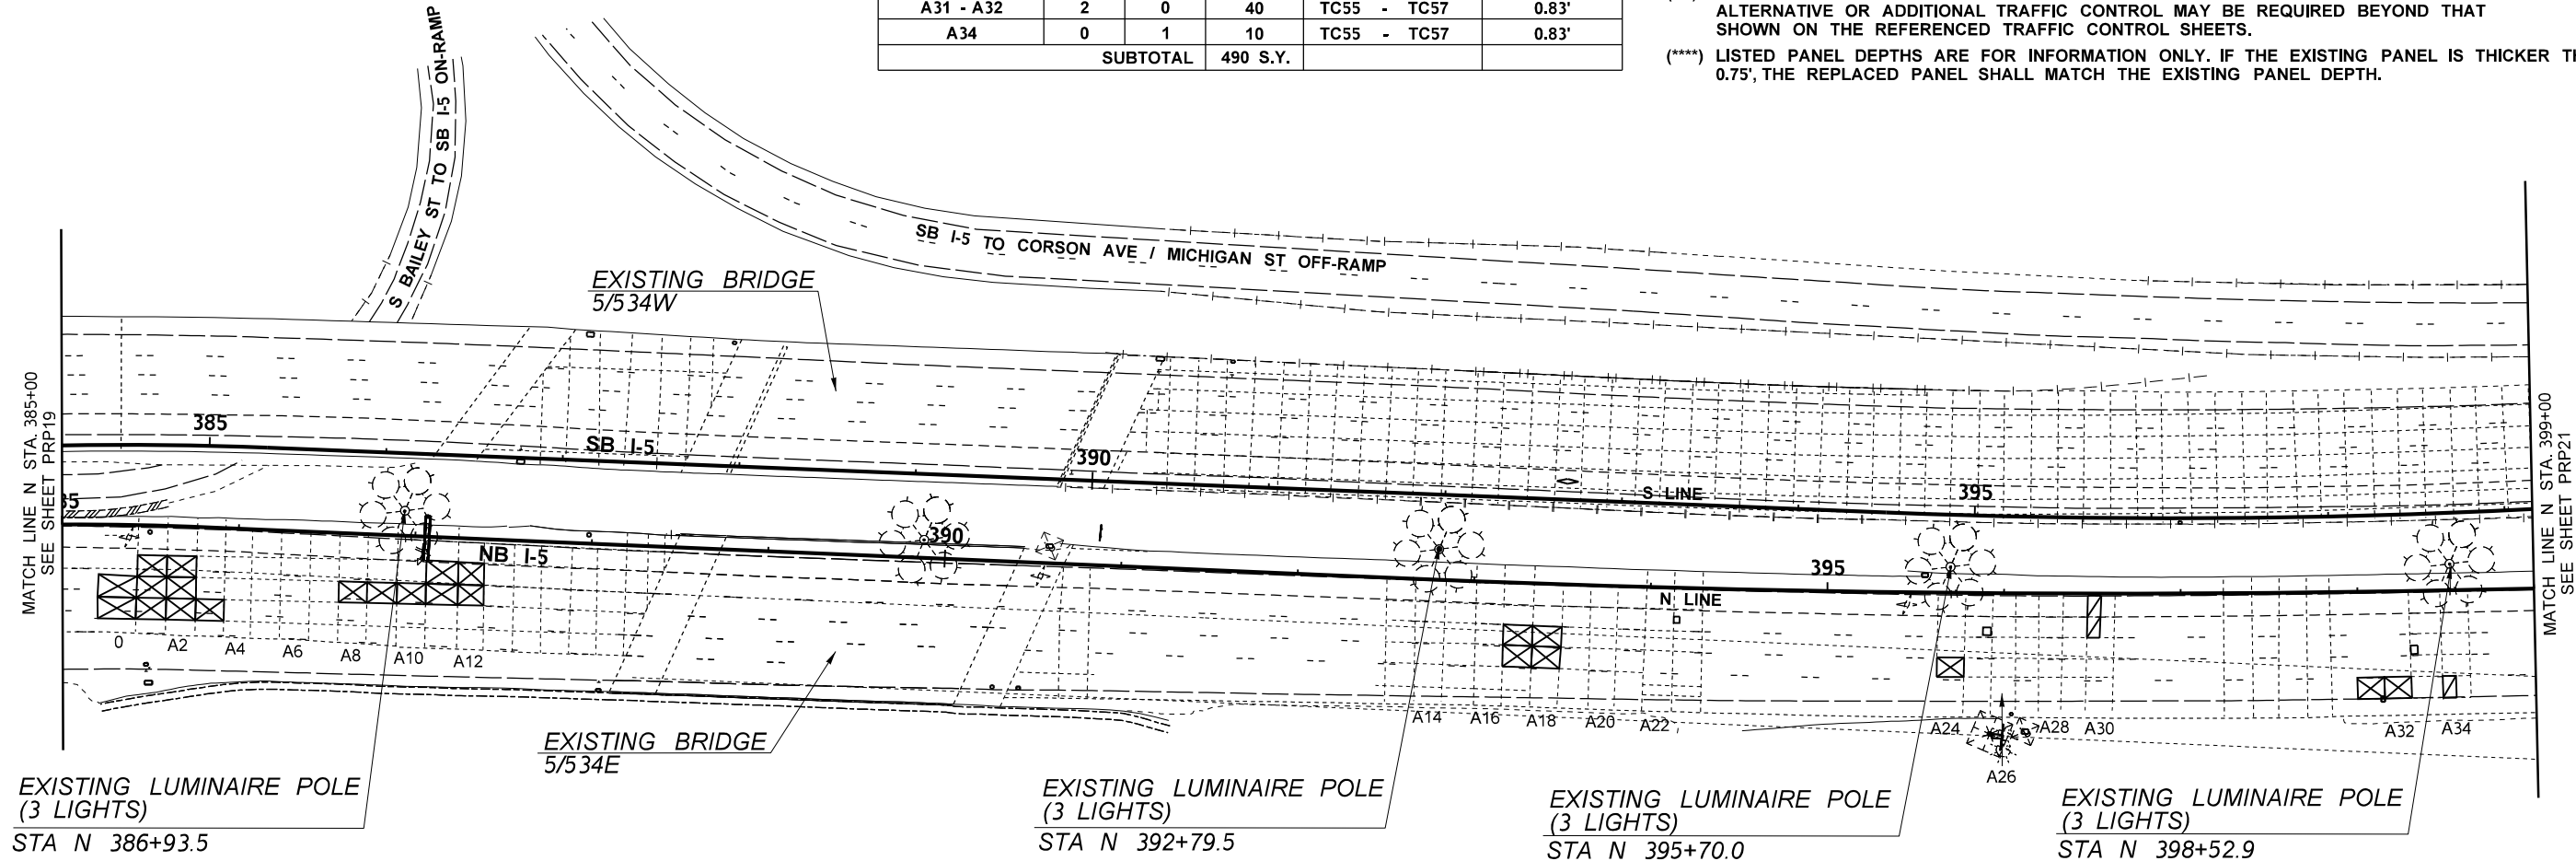 A31 - A32 2 0 40 TC55 - TC57 0.83'
A34 0 1 10 TC55 - TC57 0.83'
SUBTOTAL 490 S.Y.
ALTERNATIVE OR ADDITIONAL TRAFFIC CONTROL MAY BE REQUIRED BEYOND THAT
SHOWN ON THE REFERENCED TRAFFIC CONTROL SHEETS.
(****) LISTED PANEL DEPTHS ARE FOR INFORMATION ONLY. IF THE EXISTING PANEL IS THICKER
0.75', THE REPLACED PANEL SHALL MATCH THE EXISTING PANEL DEPTH.
S BAILEY ST TO SB I-5 ON-RAMP
SB I-5 TO CORSON AVE / MICHIGAN ST OFF-RAMP
EXISTING BRIDGE
5/534W
MATCH LINE N STA. 385+00
SEE SHEET PRP19
385
SB I-5
390
S LINE
395
MATCH LINE N STA. 399+00
SEE SHEET PRP21
NB I-5
390
395
N LINE
0 A2 A4 A6 A8 A10 A12
A14 A16 A18 A20 A22
A24 A28 A30 A32 A34
A26
EXISTING BRIDGE
5/534E
EXISTING LUMINAIRE POLE
(3 LIGHTS)
STA N 386+93.5
EXISTING LUMINAIRE POLE
(3 LIGHTS)
STA N 392+79.5
EXISTING LUMINAIRE POLE
(3 LIGHTS)
STA N 395+70.0
EXISTING LUMINAIRE POLE
(3 LIGHTS)
STA N 398+52.9